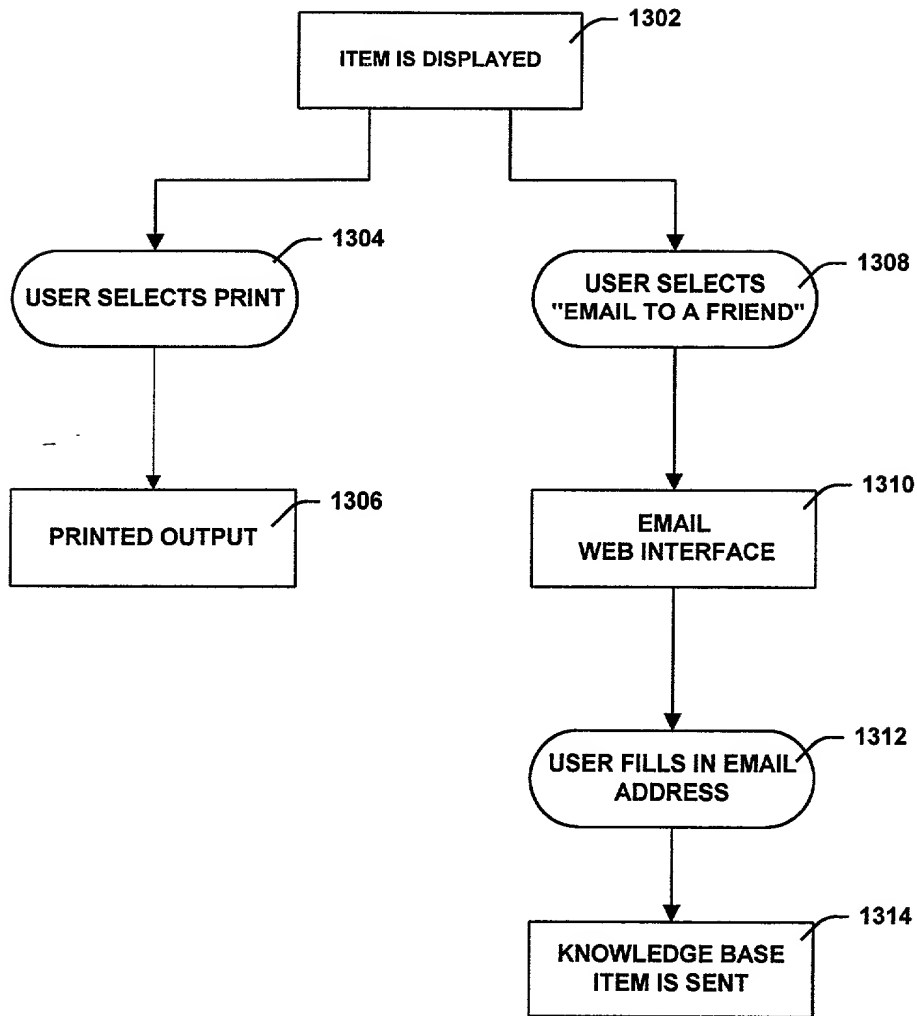 1302
ITEM IS DISPLAYED
1304
USER SELECTS PRINT
1308
USER SELECTS
"EMAIL TO A FRIEND"
1306
PRINTED OUTPUT
1310
EMAIL
WEB INTERFACE
1312
USER FILLS IN EMAIL
ADDRESS
1314
KNOWLEDGE BASE
ITEM IS SENT